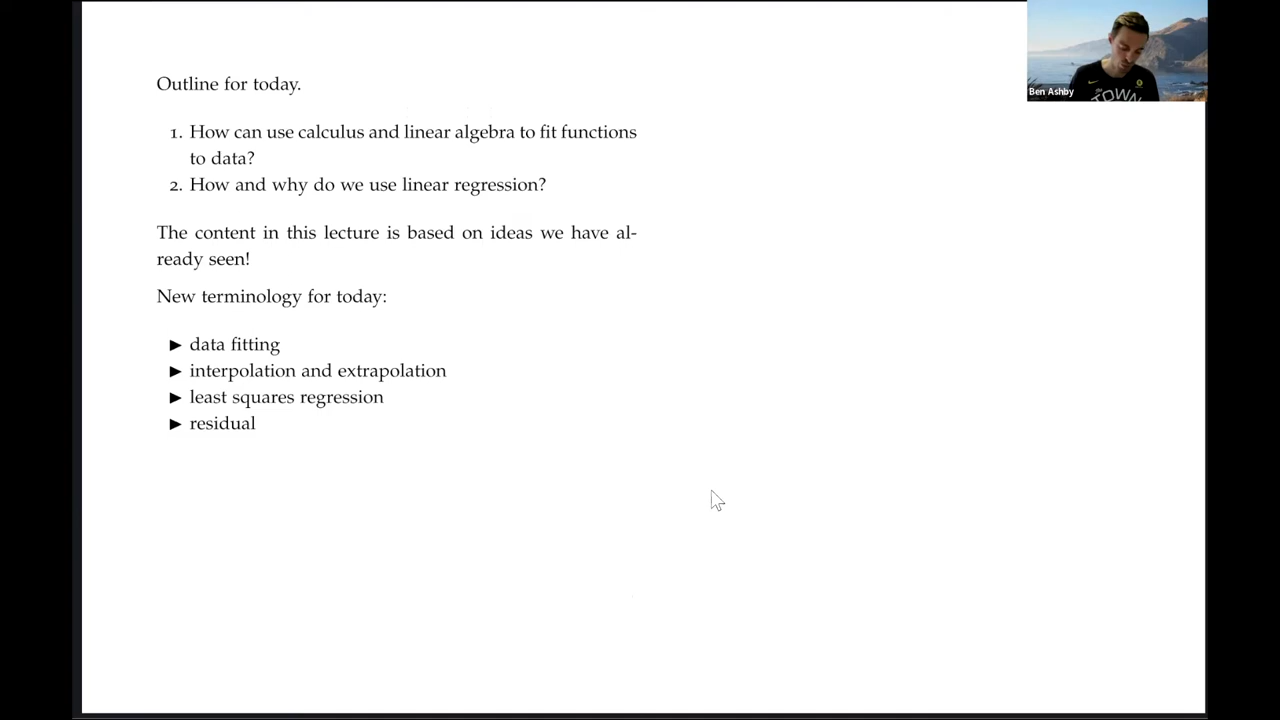 Outline for today.
1. How can use calculus and linear algebra to fit functions
to data?
2. How and why do we use linear regression?
The content in this lecture is based on ideas we have al-
ready seen!
New terminology for today:
▶ data fitting
▶ interpolation and extrapolation
▶ least squares regression
▶ residual
Ben Ashby
THE
TOWN